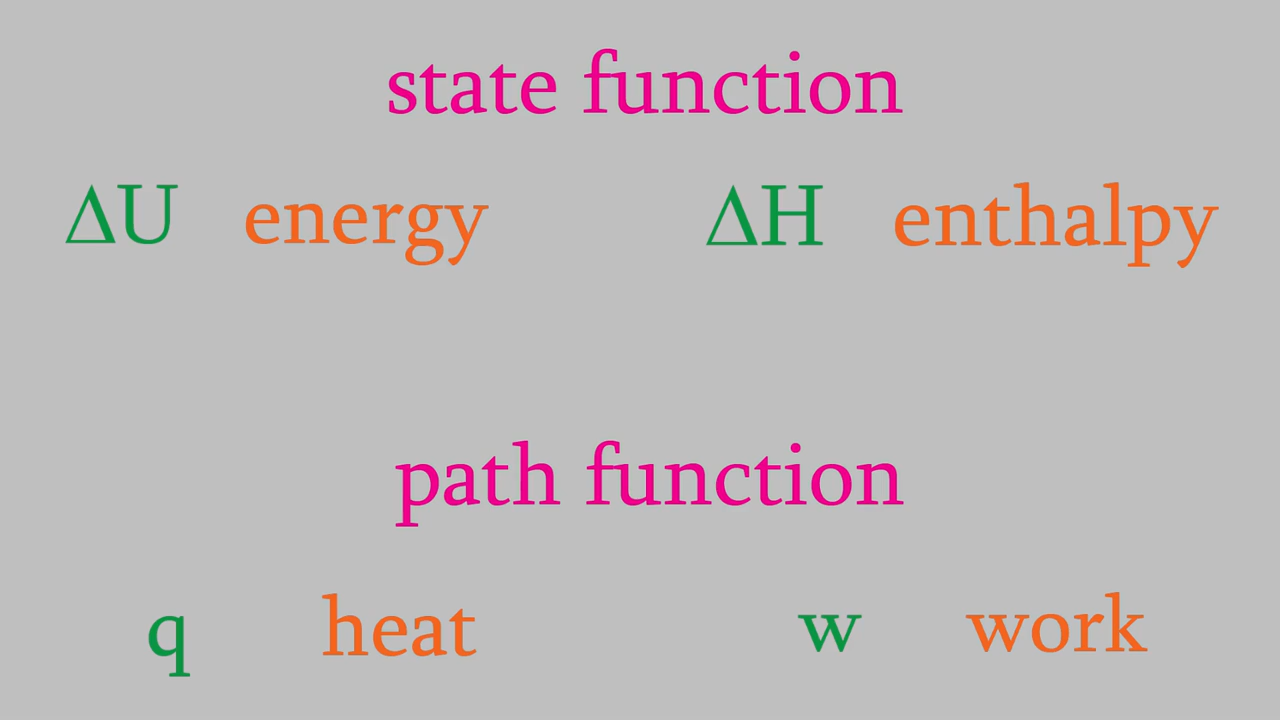 state function
ΔU energy ΔH enthalpy
path function
q heat w work